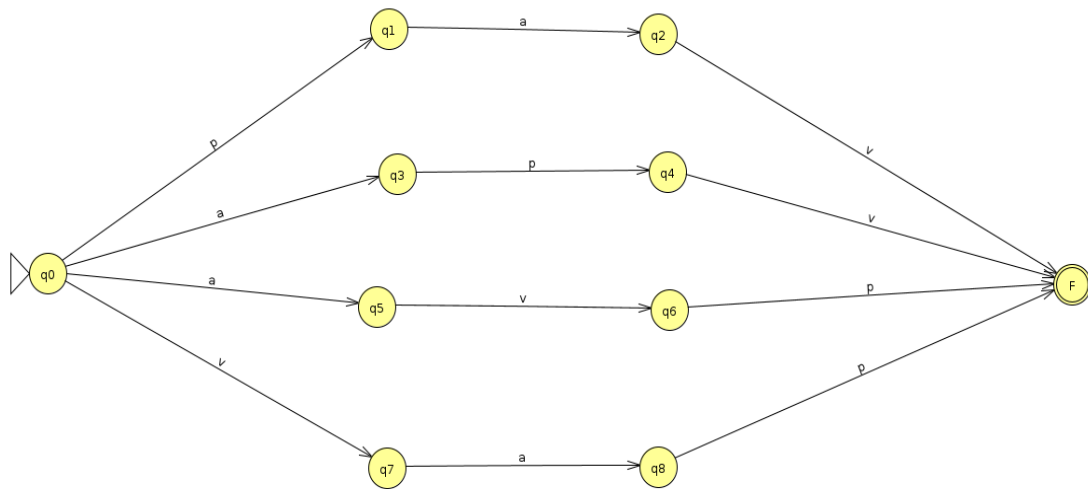 q1 a q2
p v
q3 p q4
a v
q0 F
a q5 v q6 p
v p
q7 a q8